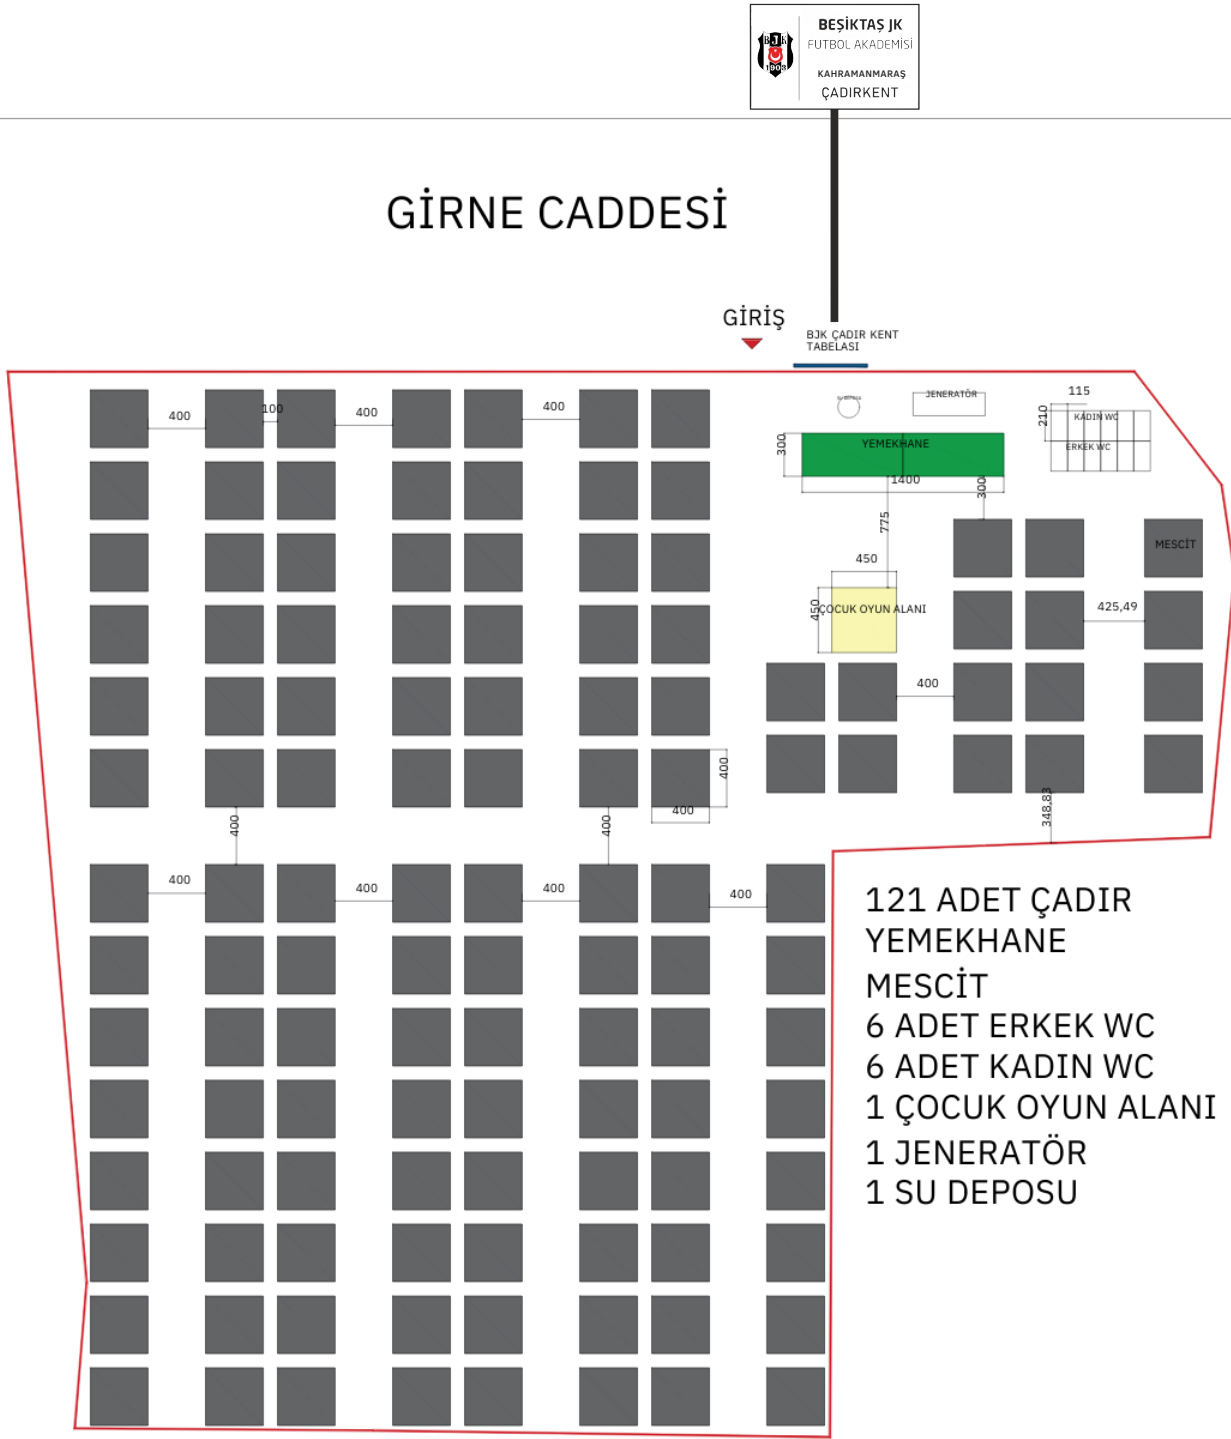 BEŞİKTAŞ JK
FUTBOL AKADEMİSİ
KAHRAMANMARAŞ
ÇADIRKENT
BJK
1903
GİRNE CADDESİ
GİRİŞ
BJK ÇADIR KENT
TABELASI
400
100
400
400
JENERATÖR
115
210
KADIN WC
ERKEK WC
300
YEMEKHANE
1400
300
775
450
450
ÇOCUK OYUN ALANI
MESCİT
425,49
400
400
400
348,83
400
400
400
400
400
400
121 ADET ÇADIR
YEMEKHANE
MESCİT
6 ADET ERKEK WC
6 ADET KADIN WC
1 ÇOCUK OYUN ALANI
1 JENERATÖR
1 SU DEPOSU